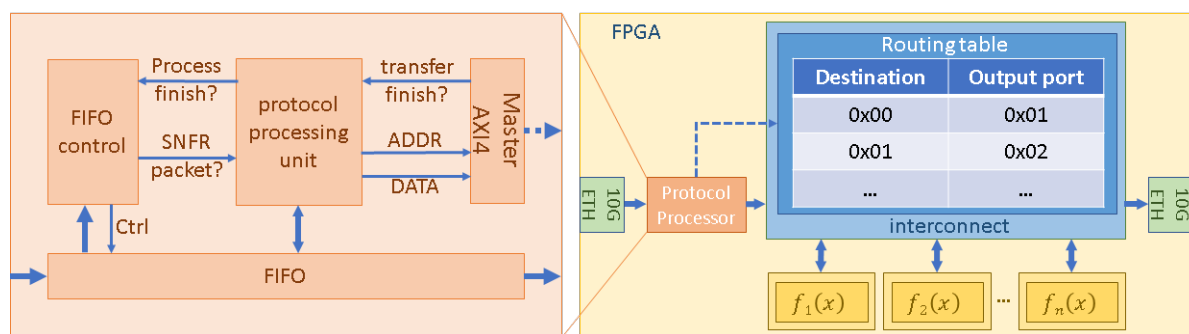 Process
finish?
transfer
finish?
FIFO
control
protocol
processing
unit
Master
AXI4
SNFR
packet?
ADDR
DATA
Ctrl
FIFO
FPGA
Routing table
Destination Output port
0x00 0x01
0x01 0x02
... ...
10G
ETH
Protocol
Processor
interconnect
10G
ETH
f₁(x) f₂(x) ... fₙ(x)